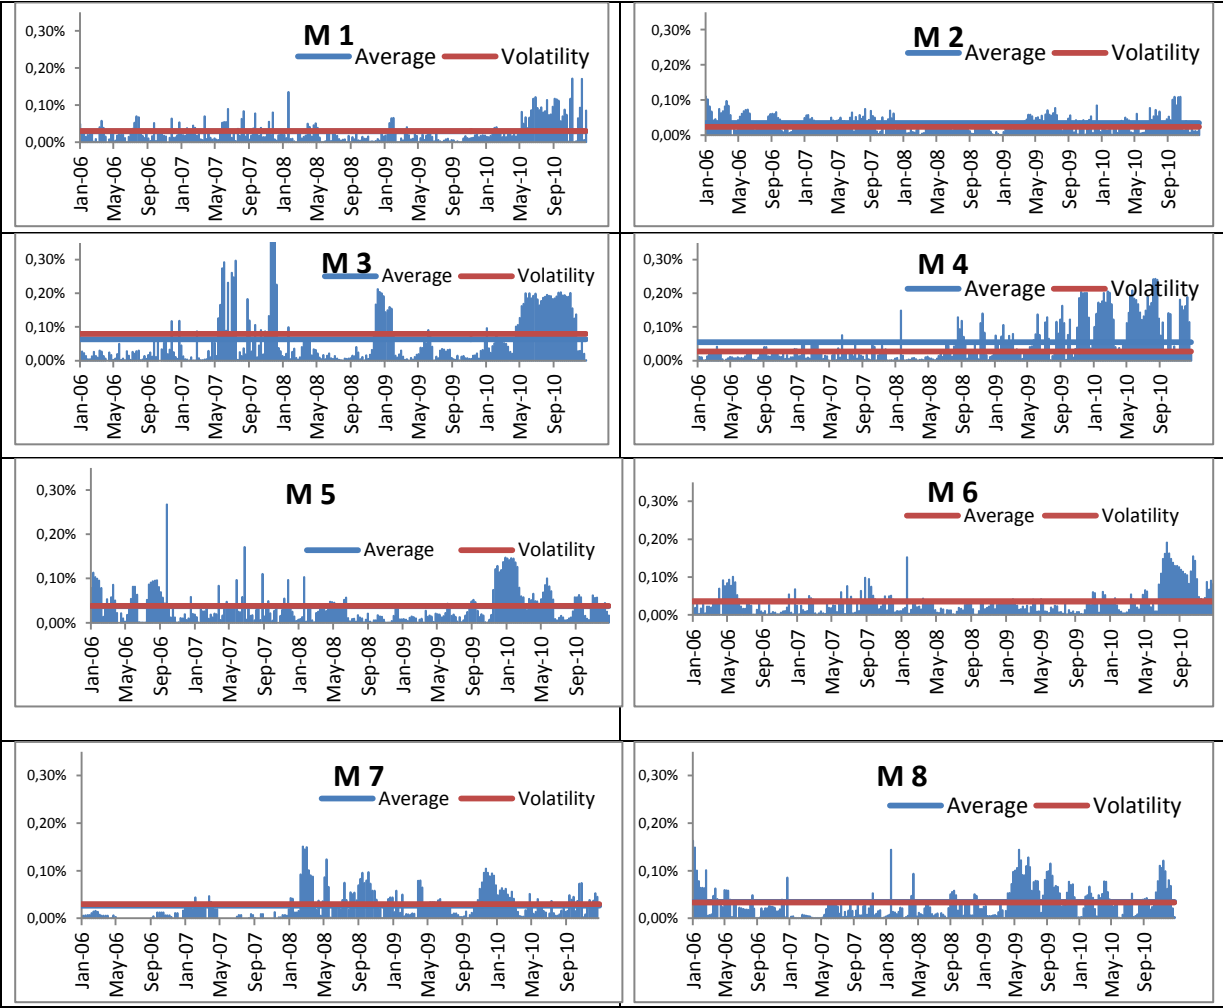 M 1
Average Volatility
0,30%
0,20%
0,10%
0,00%
Jan-06 May-06 Sep-06 Jan-07 May-07 Sep-07 Jan-08 May-08 Sep-08 Jan-09 May-09 Sep-09 Jan-10 May-10 Sep-10
M 2
Average Volatility
0,30%
0,20%
0,10%
0,00%
Jan-06 May-06 Sep-06 Jan-07 May-07 Sep-07 Jan-08 May-08 Sep-08 Jan-09 May-09 Sep-09 Jan-10 May-10 Sep-10
M 3
Average Volatility
0,30%
0,20%
0,10%
0,00%
Jan-06 May-06 Sep-06 Jan-07 May-07 Sep-07 Jan-08 May-08 Sep-08 Jan-09 May-09 Sep-09 Jan-10 May-10 Sep-10
M 4
Average Volatility
0,30%
0,20%
0,10%
0,00%
Jan-06 May-06 Sep-06 Jan-07 May-07 Sep-07 Jan-08 May-08 Sep-08 Jan-09 May-09 Sep-09 Jan-10 May-10 Sep-10
M 5
Average Volatility
0,30%
0,20%
0,10%
0,00%
Jan-06 May-06 Sep-06 Jan-07 May-07 Sep-07 Jan-08 May-08 Sep-08 Jan-09 May-09 Sep-09 Jan-10 May-10 Sep-10
M 6
Average Volatility
0,30%
0,20%
0,10%
0,00%
Jan-06 May-06 Sep-06 Jan-07 May-07 Sep-07 Jan-08 May-08 Sep-08 Jan-09 May-09 Sep-09 Jan-10 May-10 Sep-10
M 7
Average Volatility
0,30%
0,20%
0,10%
0,00%
Jan-06 May-06 Sep-06 Jan-07 May-07 Sep-07 Jan-08 May-08 Sep-08 Jan-09 May-09 Sep-09 Jan-10 May-10 Sep-10
M 8
Average Volatility
0,30%
0,20%
0,10%
0,00%
Jan-06 May-06 Sep-06 Jan-07 May-07 Sep-07 Jan-08 May-08 Sep-08 Jan-09 May-09 Sep-09 Jan-10 May-10 Sep-10